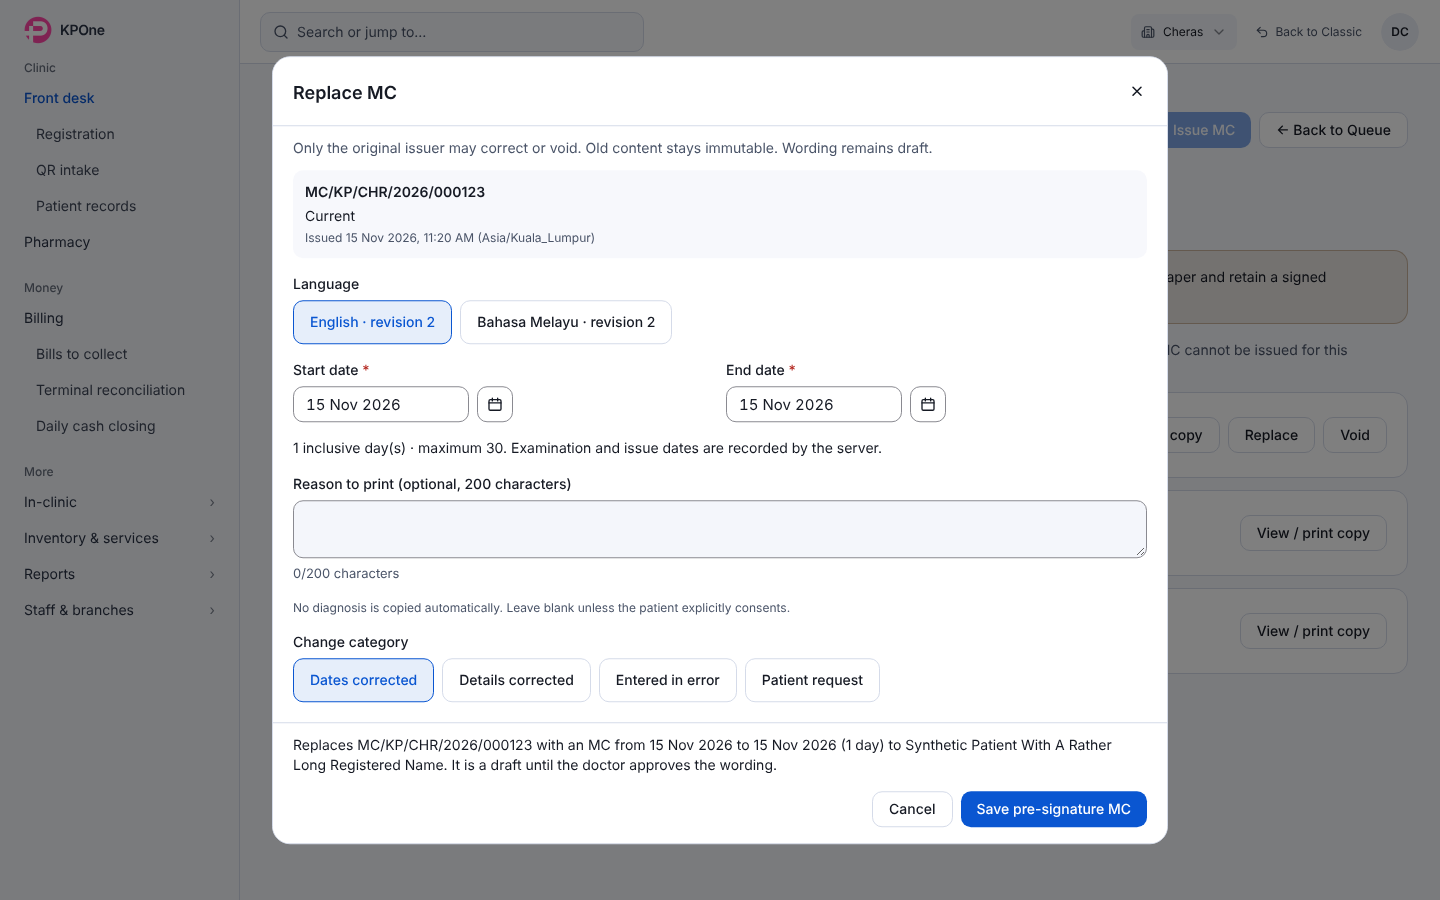 KPOne
Search or jump to...
Cheras
Back to Classic
DC
Clinic
Front desk
Registration
QR intake
Patient records
Pharmacy
Money
Billing
Bills to collect
Terminal reconciliation
Daily cash closing
More
In-clinic
Inventory & services
Reports
Staff & branches
Issue MC
← Back to Queue
aper and retain a signed
MC cannot be issued for this
copy
Replace
Void
View / print copy
View / print copy
Replace MC
Only the original issuer may correct or void. Old content stays immutable. Wording remains draft.
MC/KP/CHR/2026/000123
Current
Issued 15 Nov 2026, 11:20 AM (Asia/Kuala_Lumpur)
Language
English · revision 2
Bahasa Melayu · revision 2
Start date *
End date *
15 Nov 2026
15 Nov 2026
1 inclusive day(s) · maximum 30. Examination and issue dates are recorded by the server.
Reason to print (optional, 200 characters)
0/200 characters
No diagnosis is copied automatically. Leave blank unless the patient explicitly consents.
Change category
Dates corrected
Details corrected
Entered in error
Patient request
Replaces MC/KP/CHR/2026/000123 with an MC from 15 Nov 2026 to 15 Nov 2026 (1 day) to Synthetic Patient With A Rather
Long Registered Name. It is a draft until the doctor approves the wording.
Cancel
Save pre-signature MC